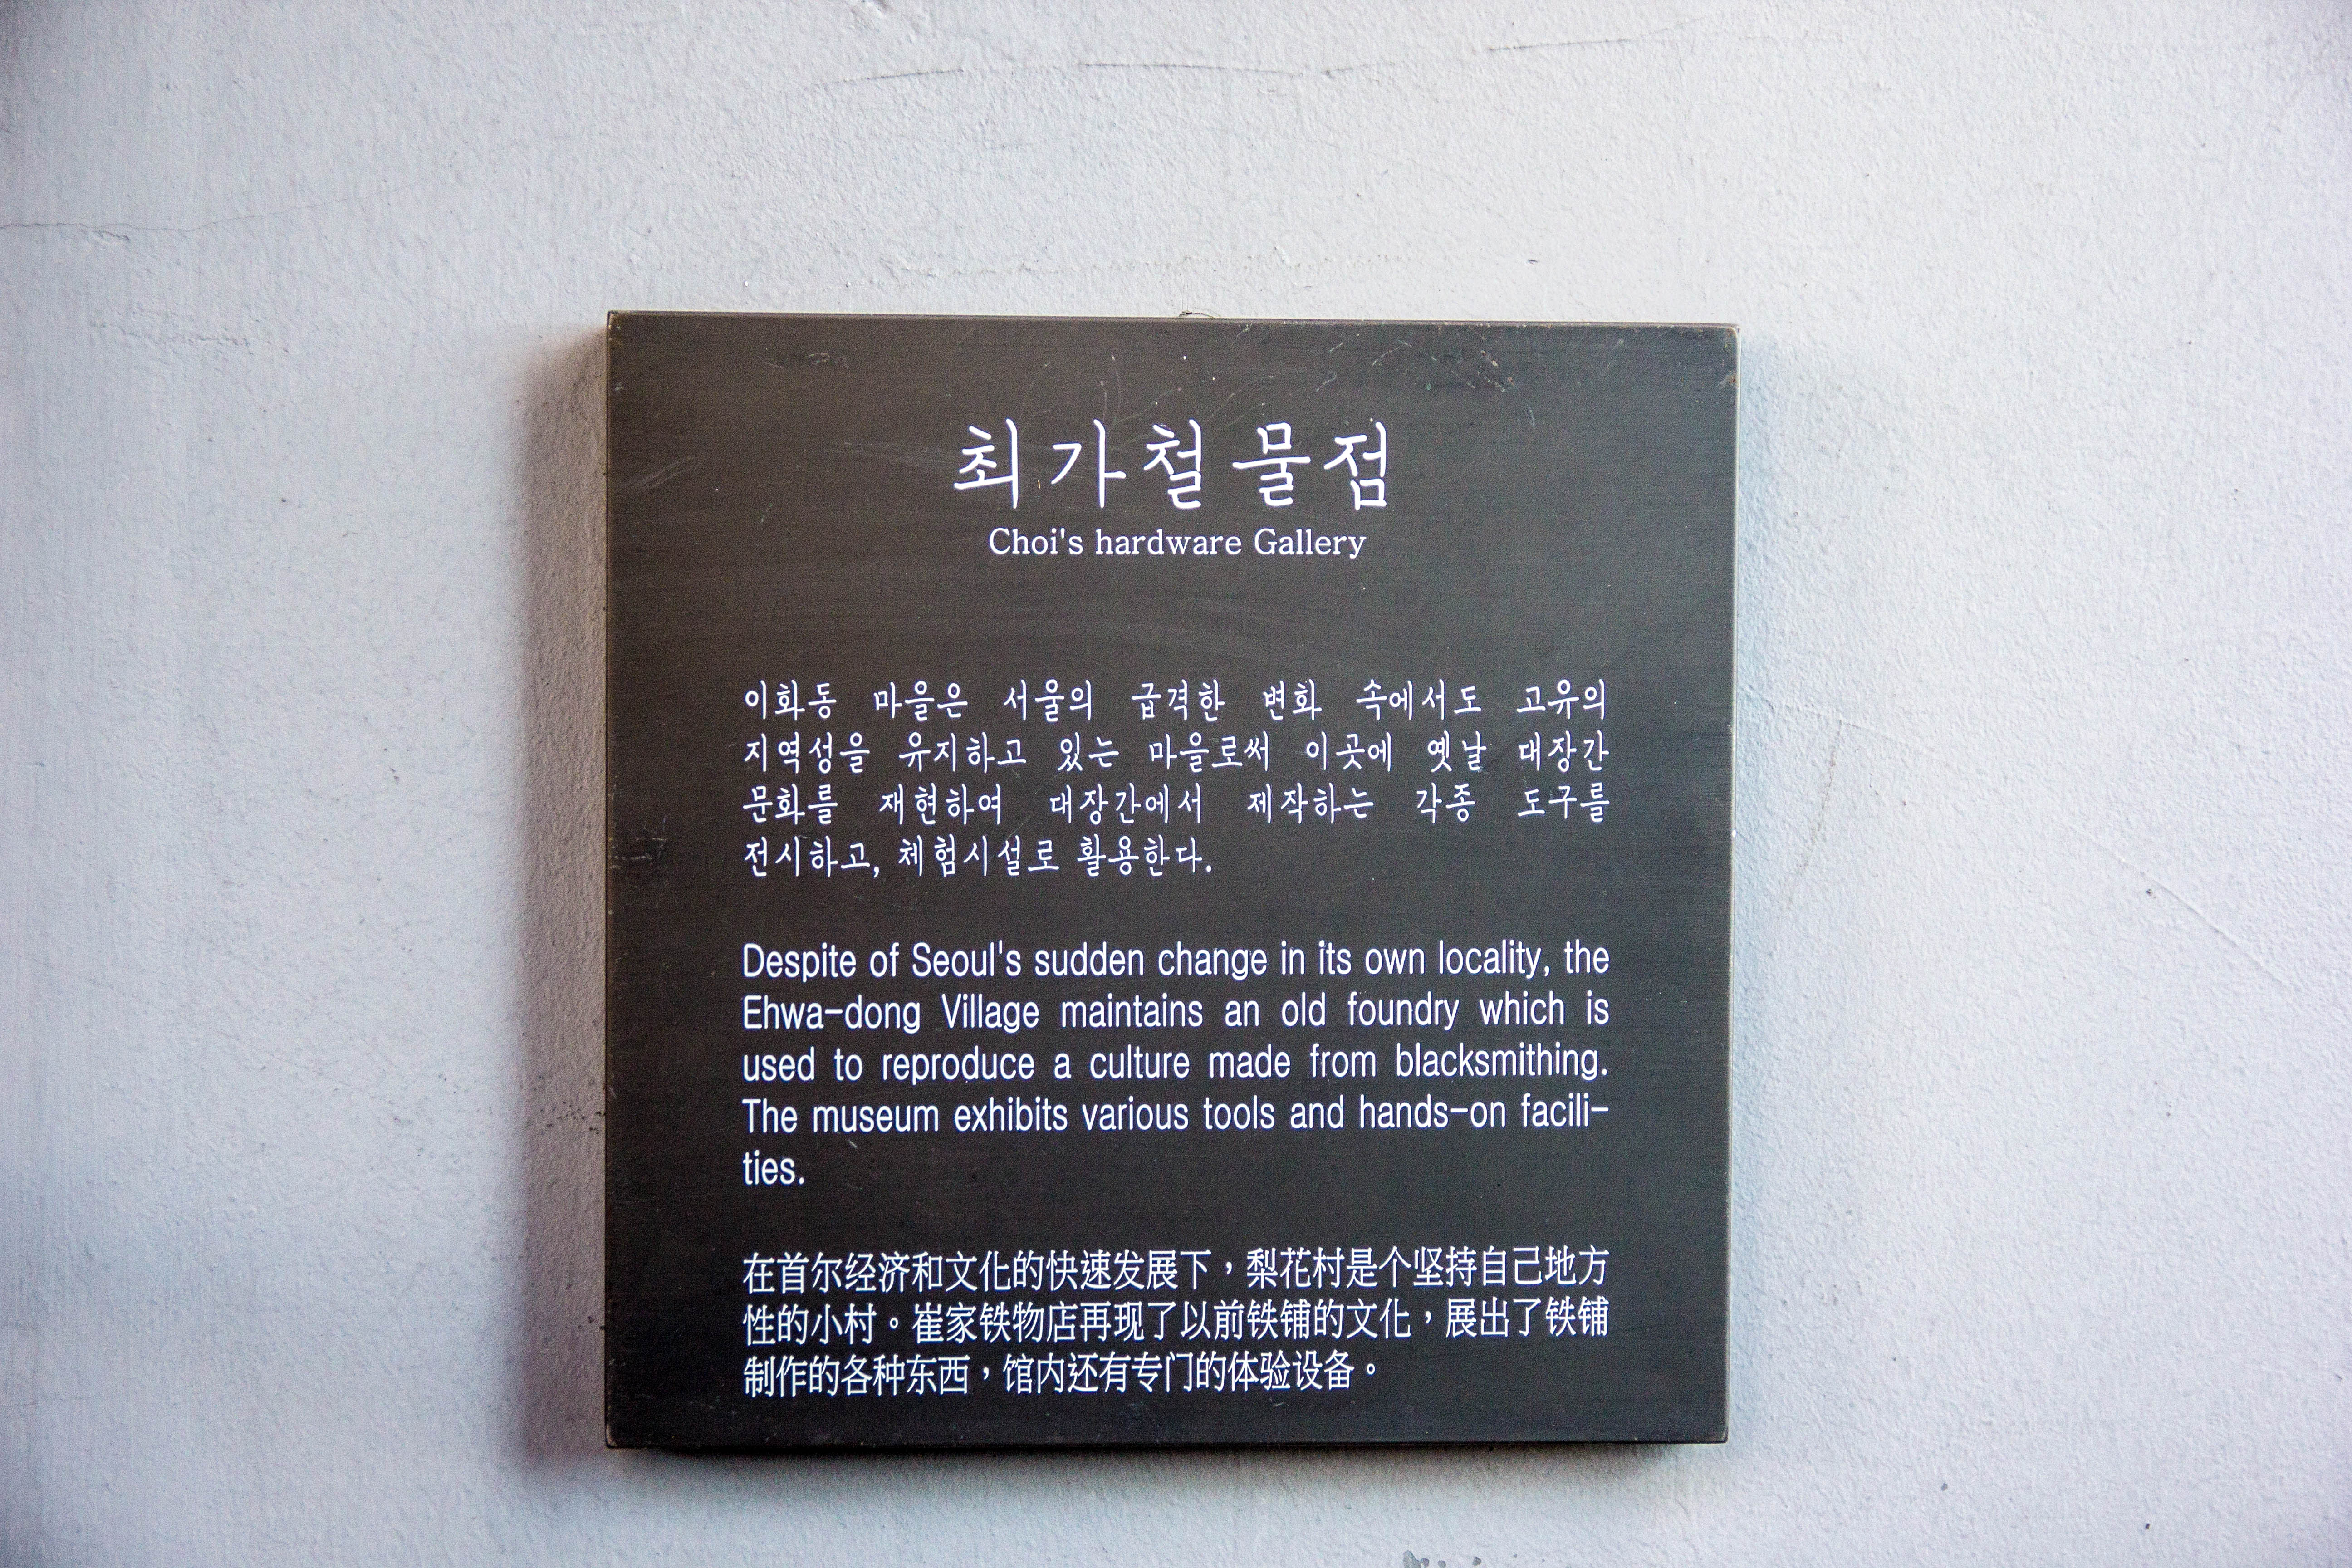 최가철물점
Choi's hardware Gallery
이화동 마을은 서울의 급격한 변화 속에서도 고유의
지역성을 유지하고 있는 마을로써 이곳에 옛날 대장간
문화를 재현하여 대장간에서 제작하는 각종 도구를
전시하고, 체험시설로 활용한다.
Despite of Seoul's sudden change in its own locality, the
Ehwa-dong Village maintains an old foundry which is
used to reproduce a culture made from blacksmithing.
The museum exhibits various tools and hands-on facili-
ties.
在首尔经济和文化的快速发展下，梨花村是个坚持自己地方
性的小村。崔家铁物店再现了以前铁铺的文化，展出了铁铺
制作的各种东西，馆内还有专门的体验设备。